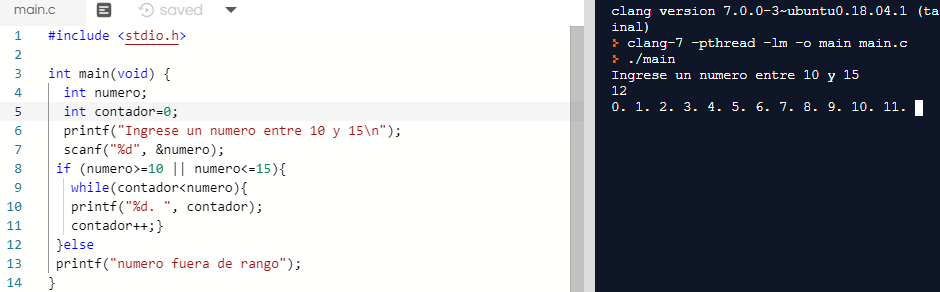 main.c saved
1 #include <stdio.h>
2
3 int main(void) {
4 int numero;
5 int contador=0;
6 printf("Ingrese un numero entre 10 y 15\n");
7 scanf("%d", &numero);
8 if (numero>=10 || numero<=15){
9 while(contador<numero){
10 printf("%d. ", contador);
11 contador++;}
12 }else
13 printf("numero fuera de rango");
14 }
clang version 7.0.0-3~ubuntu0.18.04.1 (ta
inal)
> clang-7 -pthread -lm -o main main.c
> ./main
Ingrese un numero entre 10 y 15
12
0. 1. 2. 3. 4. 5. 6. 7. 8. 9. 10. 11.